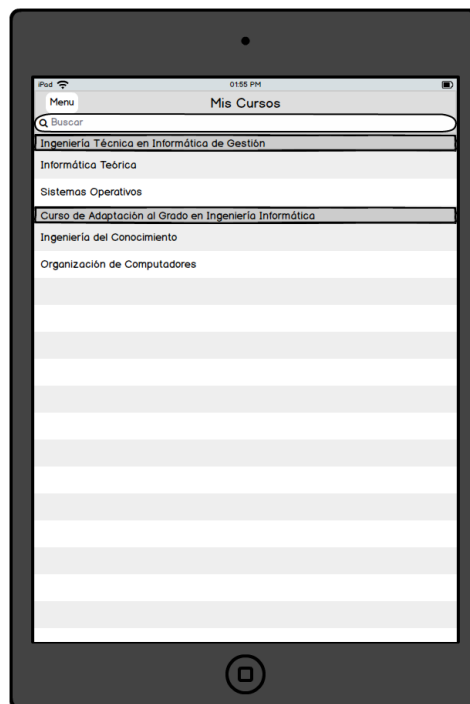 iPad
01:55 PM
Menu
Mis Cursos
Buscar
Ingeniería Técnica en Informática de Gestión
Informática Teórica
Sistemas Operativos
Curso de Adaptación al Grado en Ingeniería Informática
Ingeniería del Conocimiento
Organización de Computadores